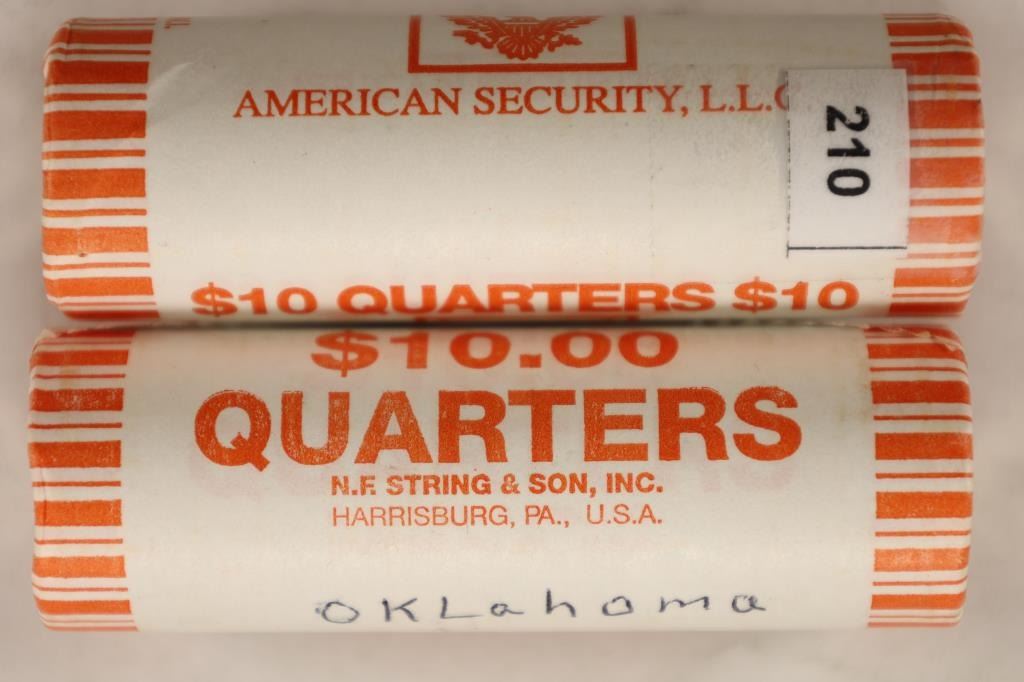 AMERICAN SECURITY, L.L.C
210
$10 QUARTERS $10
$10.00
QUARTERS
N.F. STRING & SON, INC.
HARRISBURG, PA., U.S.A.
OKLahoma